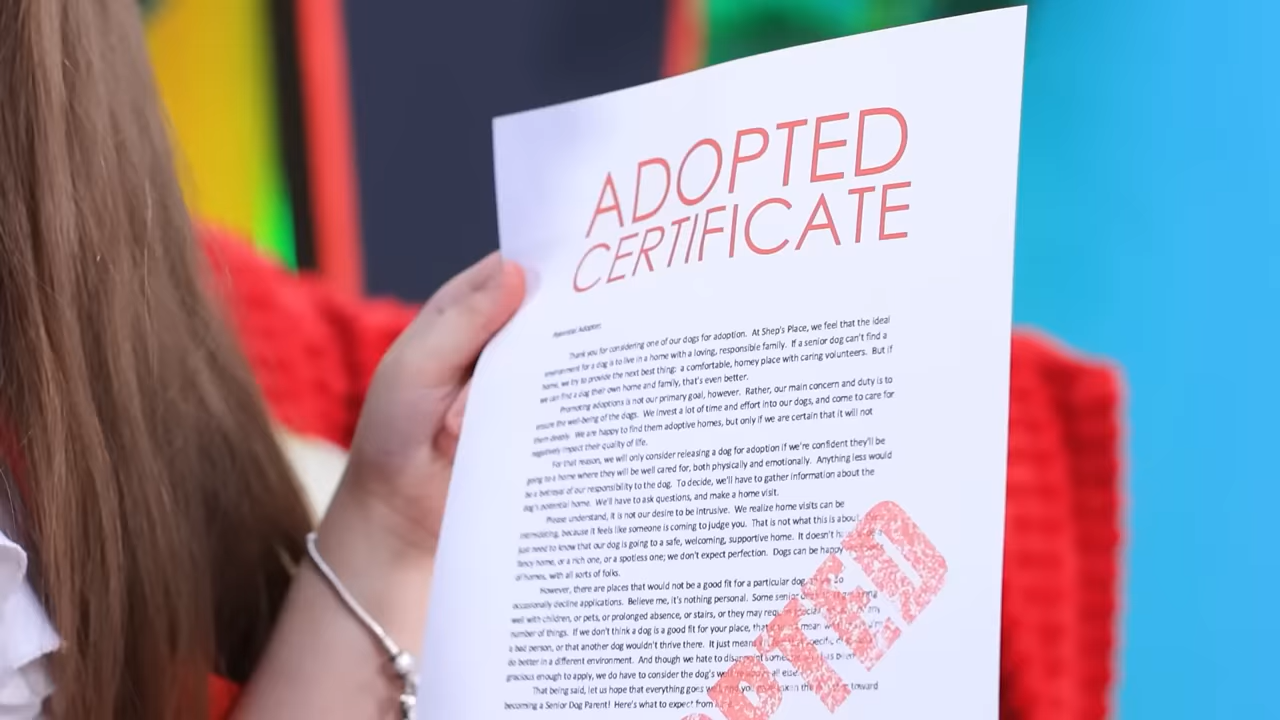 ADOPTED
CERTIFICATE
Potential Adopter,
Thank you for considering one of our dogs for adoption. At Shep's Place, we feel that the ideal
environment for a dog is to live in a home with a loving, responsible family. If a senior dog can't find a
home, we try to provide the next best thing: a comfortable, homey place with caring volunteers. But if
we can find a dog their own home and family, that's even better.
Promoting adoptions is not our primary goal, however. Rather, our main concern and duty is to
ensure the well-being of the dogs. We invest a lot of time and effort into our dogs, and come to care for
them deeply. We are happy to find them adoptive homes, but only if we are certain that it will not
negatively impact their quality of life.
For that reason, we will only consider releasing a dog for adoption if we're confident they'll be
going to a home where they will be well cared for, both physically and emotionally. Anything less would
be a betrayal of our responsibility to the dog. To decide, we'll have to gather information about the
dog's potential home. We'll have to ask questions, and make a home visit.
Please understand, it is not our desire to be intrusive. We realize home visits can be
intimidating, because it feels like someone is coming to judge you. That is not what this is about.
just need to know that our dog is going to a safe, welcoming, supportive home. It doesn't
fancy home, or a rich one, or a spotless one; we don't expect perfection. Dogs can be happy
of homes, with all sorts of folks.
However, there are places that would not be a good fit for a particular dog,
occasionally decline applications. Believe me, it's nothing personal. Some senior
well with children, or pets, or prolonged absence, or stairs, or they may require special
number of things. If we don't think a dog is a good fit for your place, that mean
a bad person, or that another dog wouldn't thrive there. It just means specific
do better in a different environment. And though we hate to disappoint been
gracious enough to apply, we do have to consider the dog's all else.
That being said, let us hope that everything goes toward
becoming a Senior Dog Parent! Here's what to expect from
ADOPTED